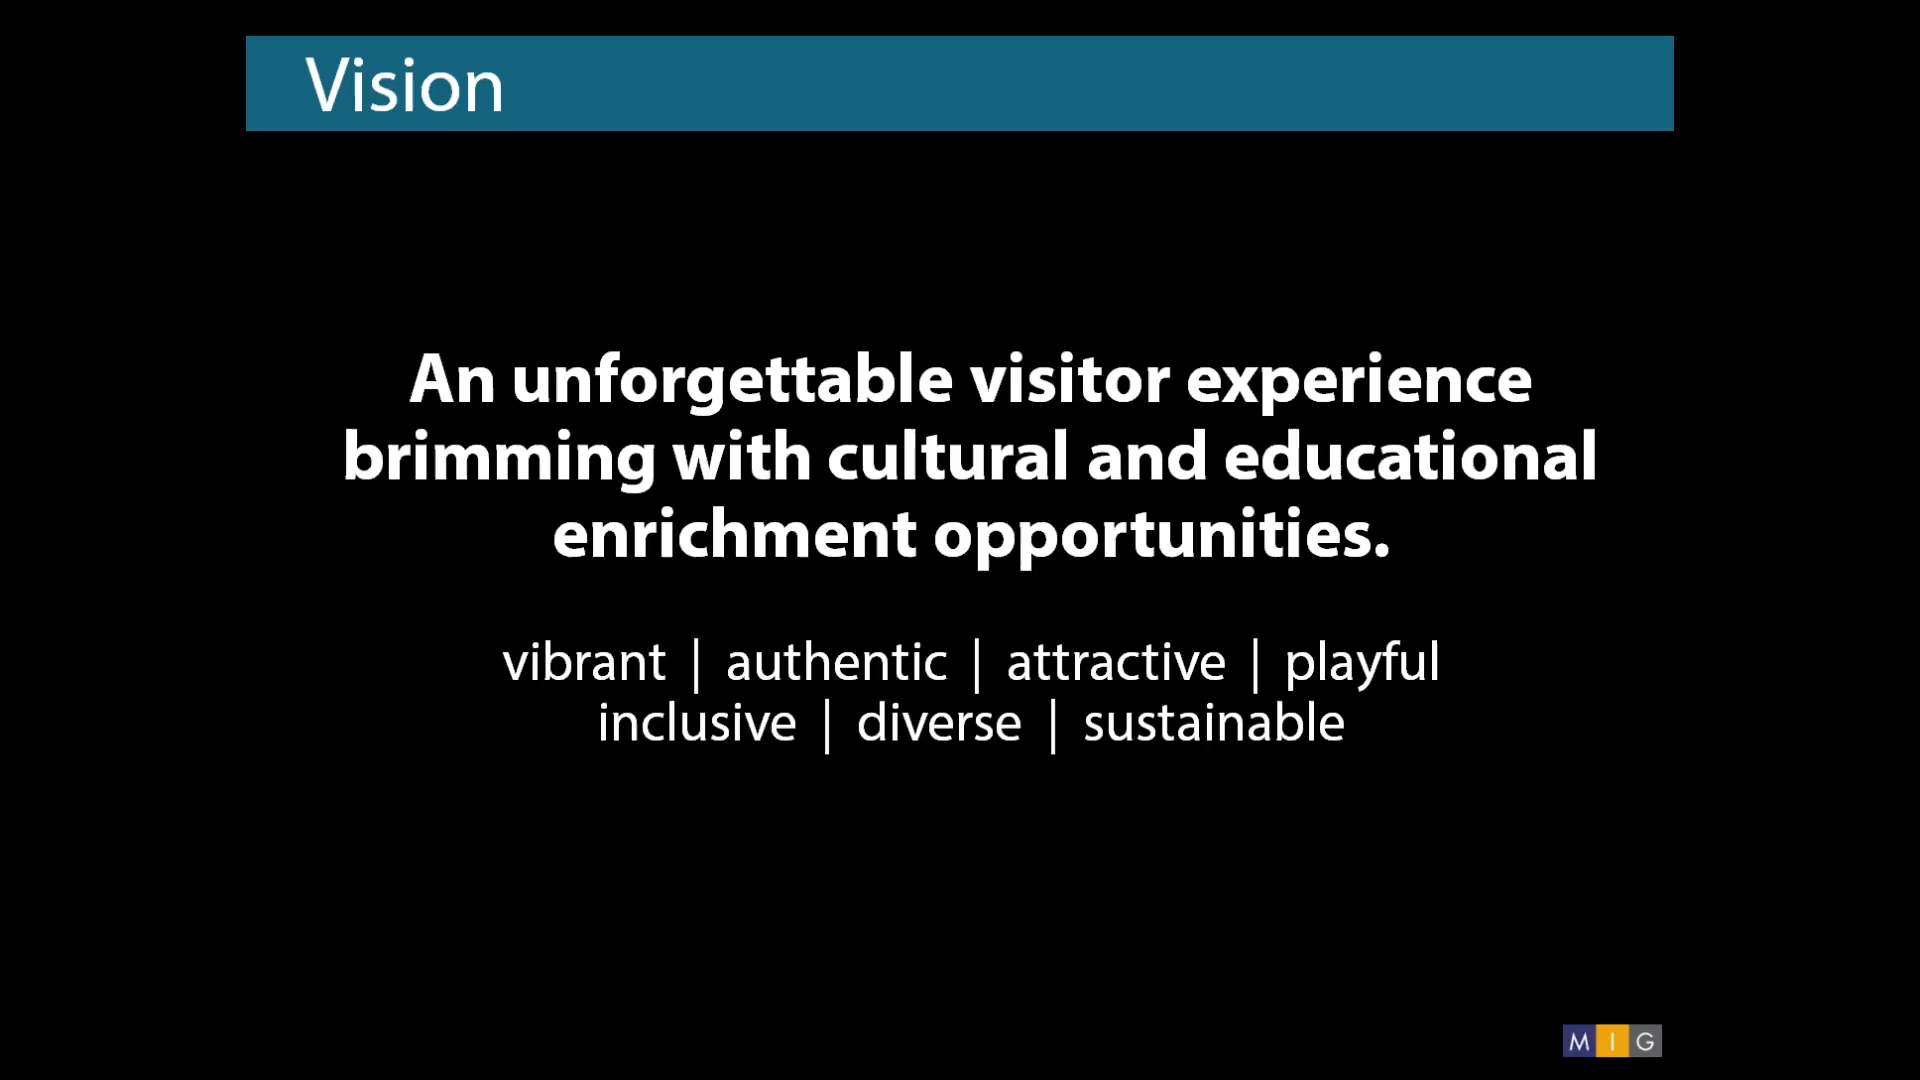 Vision
An unforgettable visitor experience
brimming with cultural and educational
enrichment opportunities.
vibrant | authentic | attractive | playful
inclusive | diverse | sustainable
MIG